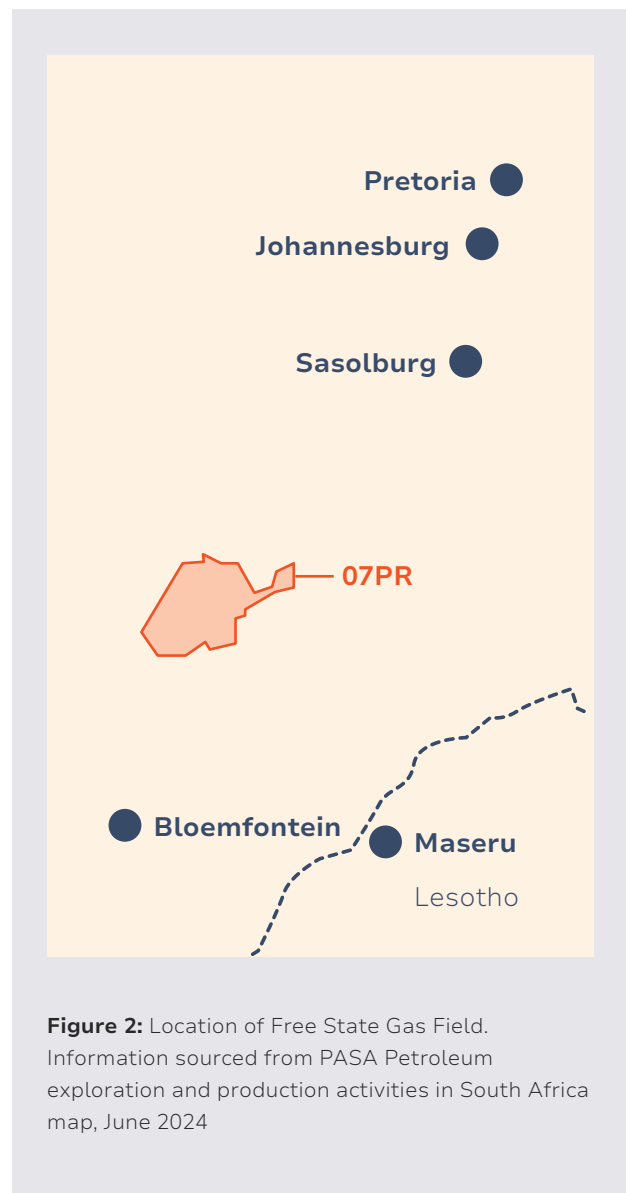 Pretoria
Johannesburg
Sasolburg
07PR
Bloemfontein
Maseru
Lesotho
Figure 2: Location of Free State Gas Field.
Information sourced from PASA Petroleum
exploration and production activities in South Africa
map, June 2024